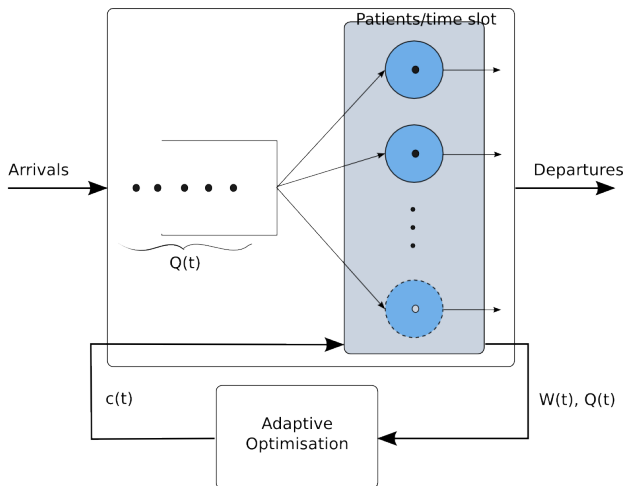 Patients/time slot
Arrivals
Departures
Q(t)
c(t)
W(t), Q(t)
Adaptive
Optimisation